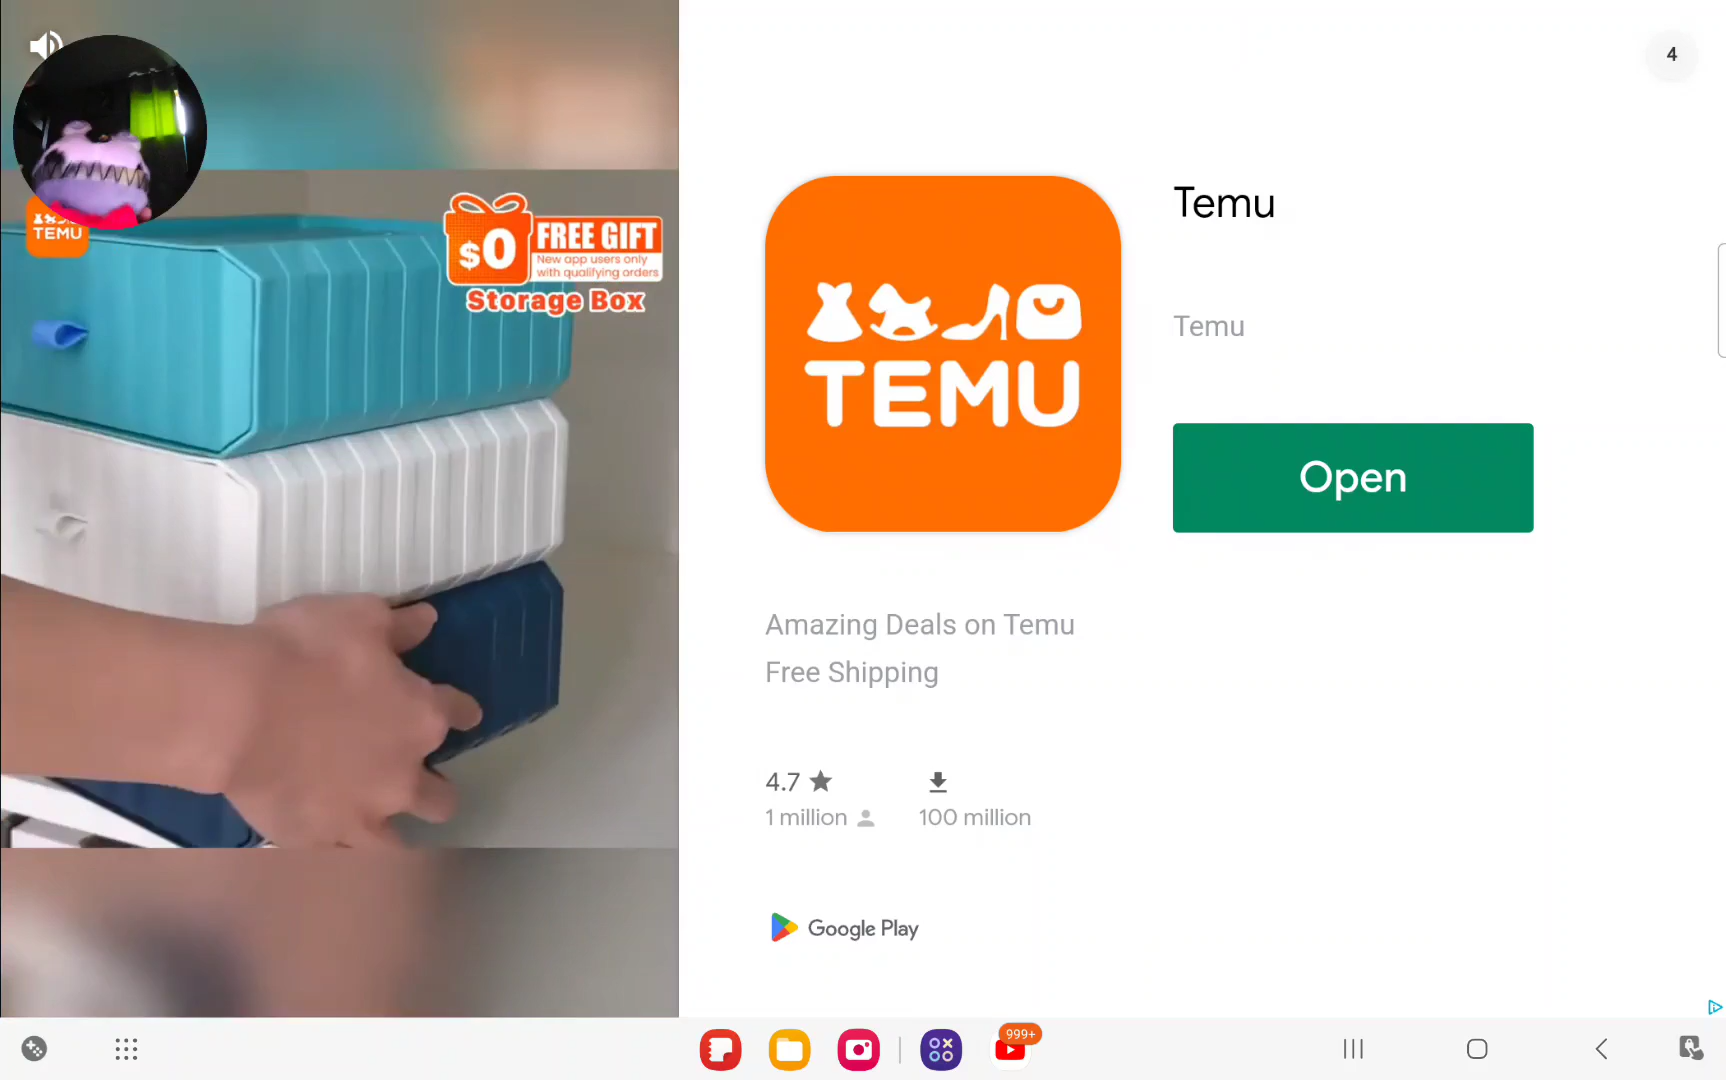 4
TEMU
$0
FREE GIFT
New app users only
with qualifying orders
Storage Box
TEMU
Temu
Temu
Open
Amazing Deals on Temu
Free Shipping
4.7
1 million
100 million
Google Play
999+